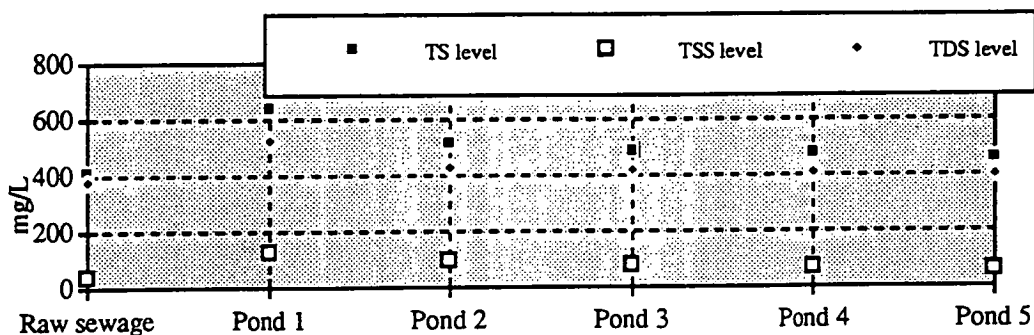 TS level TSS level TDS level
800
600
400
200
0
mg/L
Raw sewage Pond 1 Pond 2 Pond 3 Pond 4 Pond 5